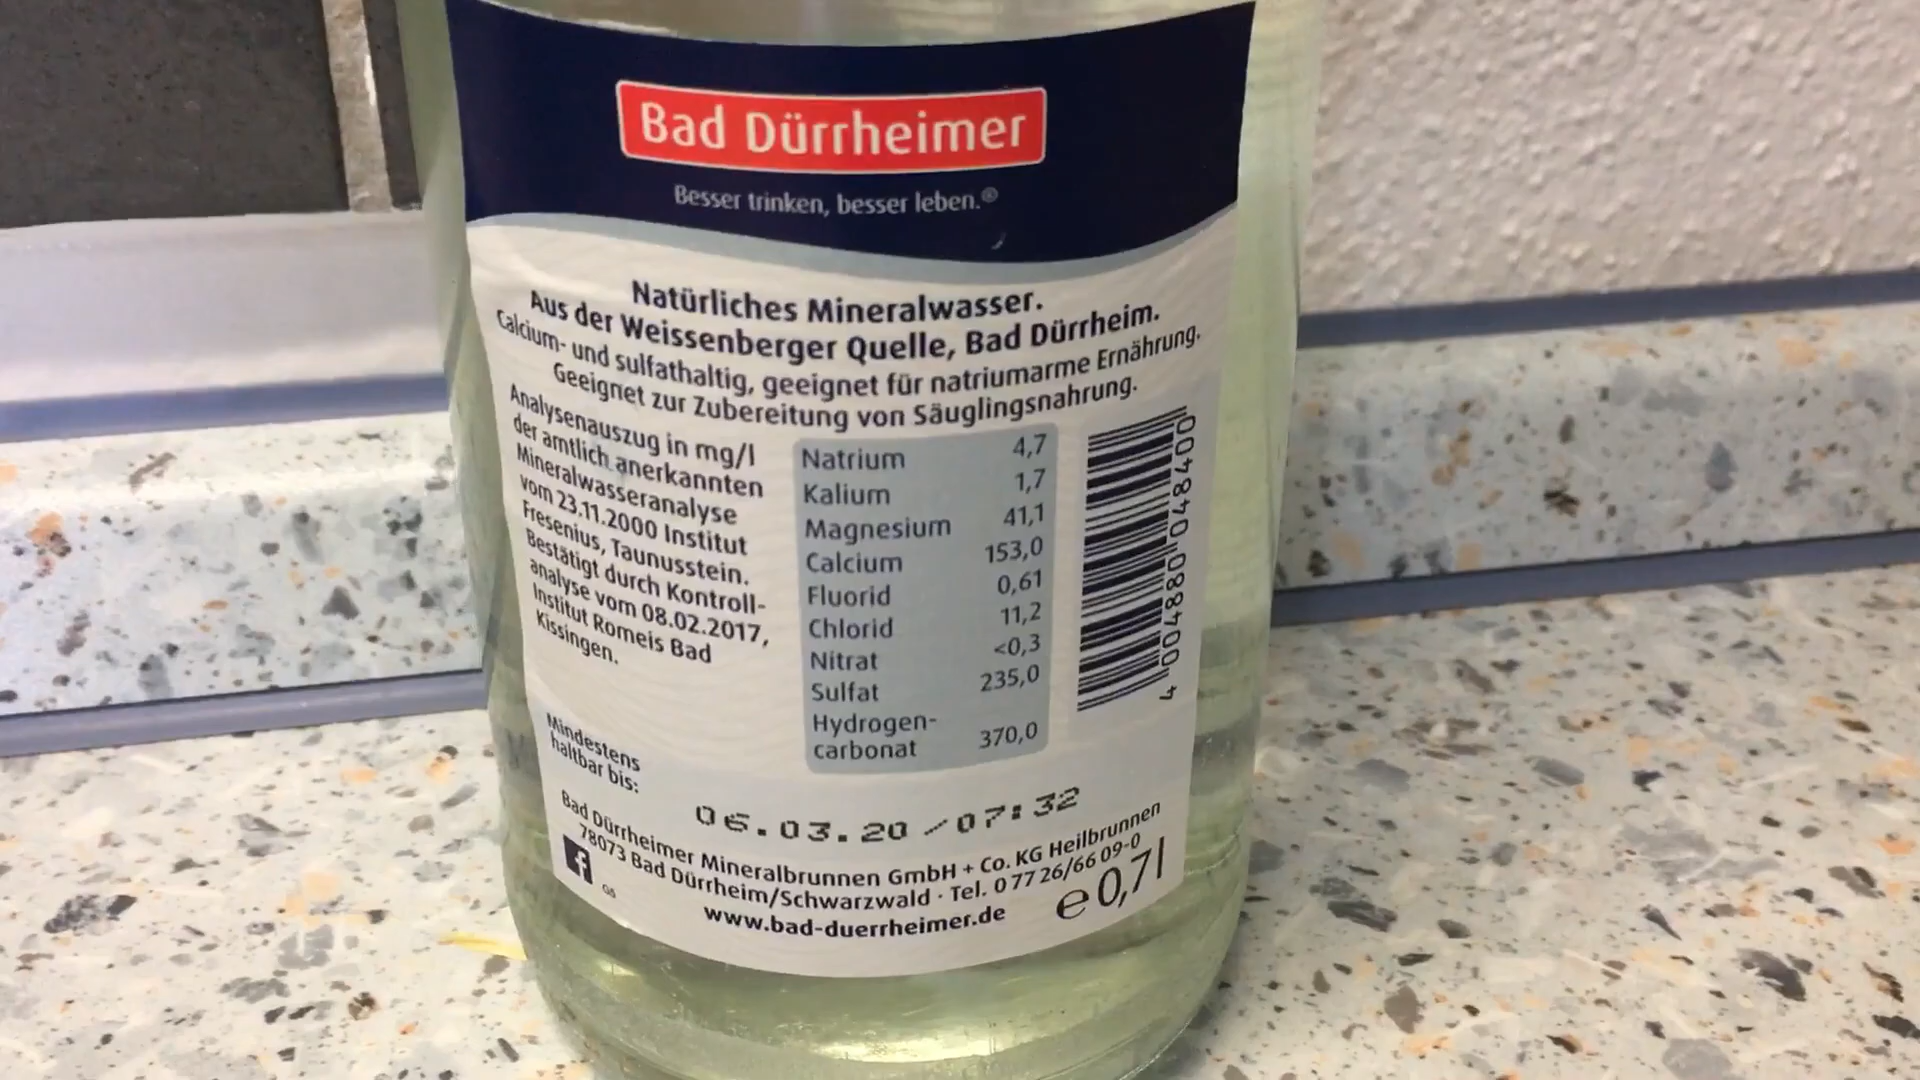 Bad Dürrheimer
Besser trinken, besser leben.®
Natürliches Mineralwasser.
Aus der Weissenberger Quelle, Bad Dürrheim.
Calcium- und sulfathaltig, geeignet für natriumarme Ernährung.
Geeignet zur Zubereitung von Säuglingsnahrung.
Analysenauszug in mg/l
der amtlich anerkannten
Mineralwasseranalyse
vom 23.11.2000 Institut
Fresenius, Taunusstein.
Bestätigt durch Kontroll-
analyse vom 08.02.2017,
Institut Romeis Bad
Kissingen.
Natrium 4,7
Kalium 1,7
Magnesium 41,1
Calcium 153,0
Fluorid 0,61
Chlorid 11,2
Nitrat <0,3
Sulfat 235,0
Hydrogen-
carbonat 370,0
4 004880 048400
Mindestens
haltbar bis:
06.03.20 /07:32
Bad Dürrheimer Mineralbrunnen GmbH + Co. KG Heilbrunnen
78073 Bad Dürrheim/Schwarzwald · Tel. 0 77 26/66 09-0
www.bad-duerrheimer.de
f
e 0,7l